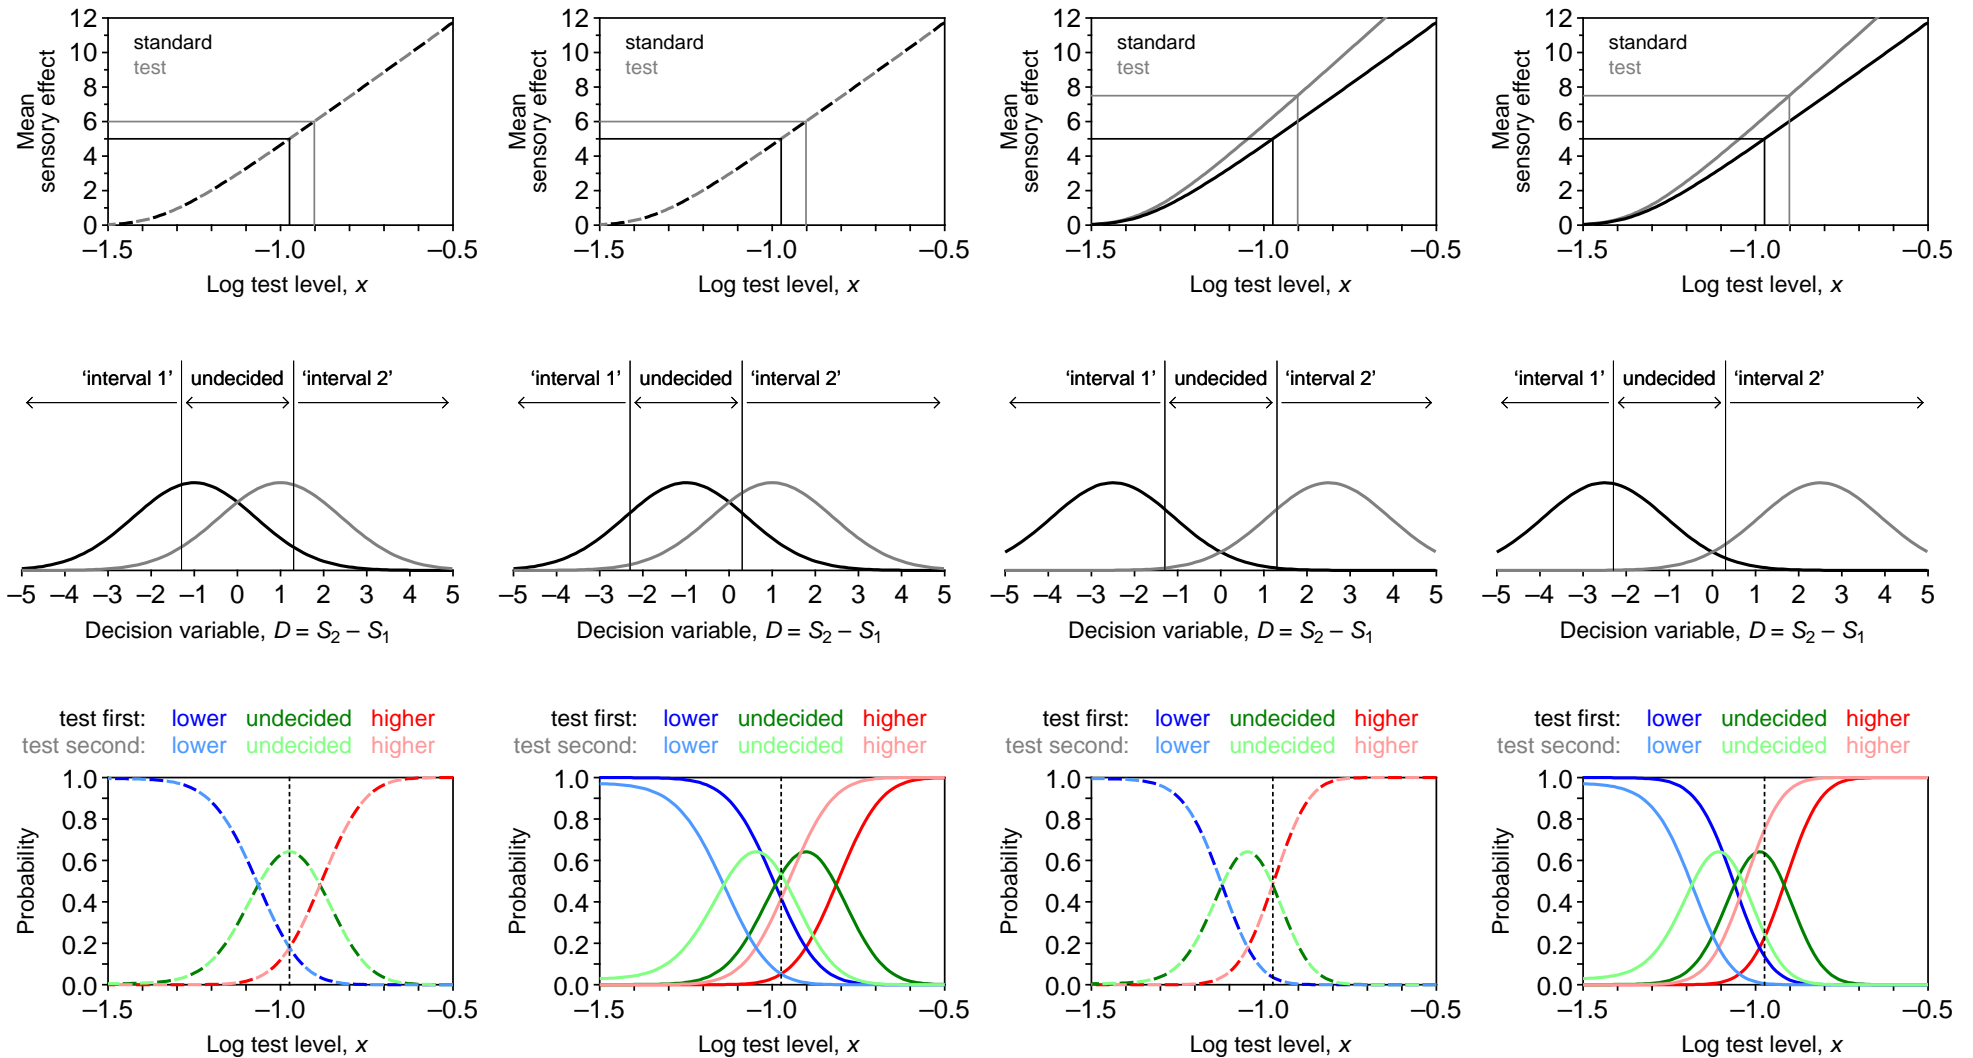 Mean
sensory effect
12
10
8
6
4
2
0
standard
test
–1.5
–1.0
–0.5
Log test level, x
Mean
sensory effect
12
10
8
6
4
2
0
standard
test
–1.5
–1.0
–0.5
Log test level, x
Mean
sensory effect
12
10
8
6
4
2
0
standard
test
–1.5
–1.0
–0.5
Log test level, x
Mean
sensory effect
12
10
8
6
4
2
0
standard
test
–1.5
–1.0
–0.5
Log test level, x
‘interval 1’ undecided ‘interval 2’
–5 –4 –3 –2 –1 0 1 2 3 4 5
Decision variable, D = S2 – S1
‘interval 1’ undecided ‘interval 2’
–5 –4 –3 –2 –1 0 1 2 3 4 5
Decision variable, D = S2 – S1
‘interval 1’ undecided ‘interval 2’
–5 –4 –3 –2 –1 0 1 2 3 4 5
Decision variable, D = S2 – S1
‘interval 1’ undecided ‘interval 2’
–5 –4 –3 –2 –1 0 1 2 3 4 5
Decision variable, D = S2 – S1
test first: lower undecided higher
test second: lower undecided higher
Probability
1.0
0.8
0.6
0.4
0.2
0.0
–1.5
–1.0
–0.5
Log test level, x
test first: lower undecided higher
test second: lower undecided higher
Probability
1.0
0.8
0.6
0.4
0.2
0.0
–1.5
–1.0
–0.5
Log test level, x
test first: lower undecided higher
test second: lower undecided higher
Probability
1.0
0.8
0.6
0.4
0.2
0.0
–1.5
–1.0
–0.5
Log test level, x
test first: lower undecided higher
test second: lower undecided higher
Probability
1.0
0.8
0.6
0.4
0.2
0.0
–1.5
–1.0
–0.5
Log test level, x